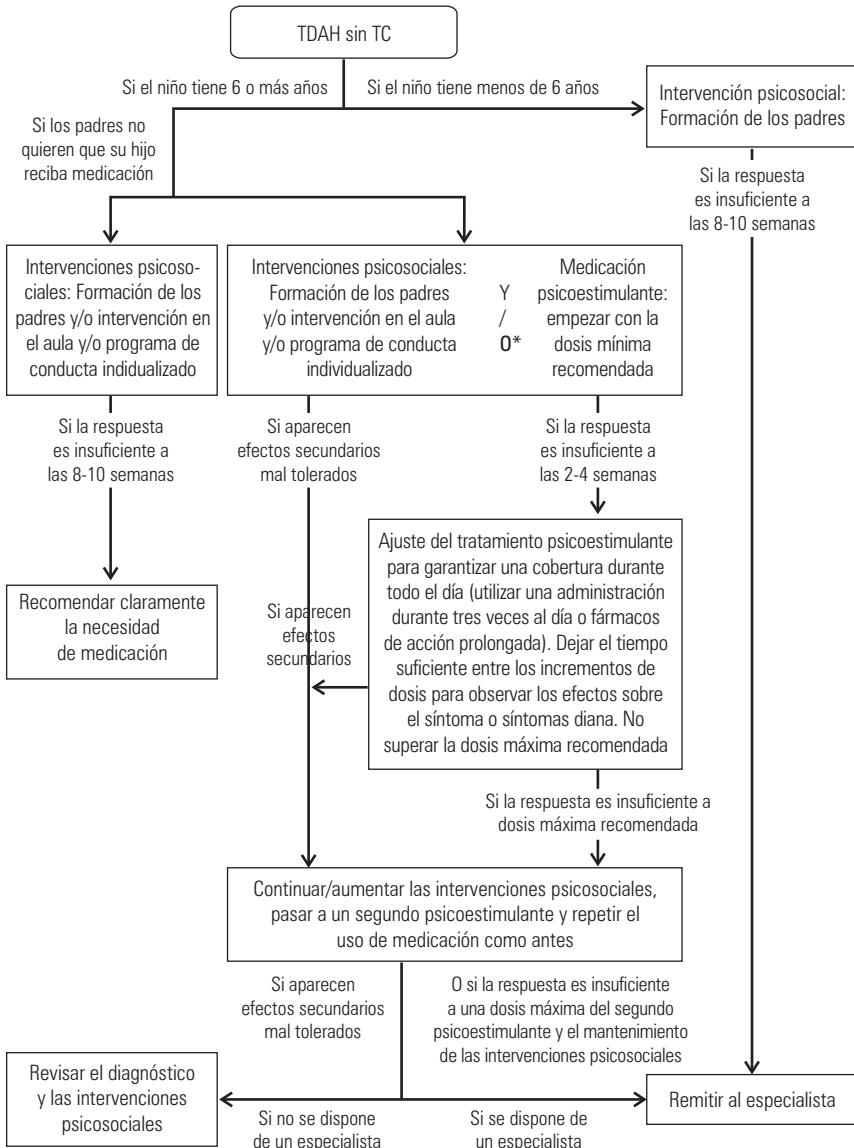 TDAH sin TC
Si el niño tiene 6 o más años
Si el niño tiene menos de 6 años
Intervención psicosocial:
Formación de los padres
Si los padres no
quieren que su hijo
reciba medicación
Si la respuesta
es insuficiente a
las 8-10 semanas
Intervenciones psicoso-
ciales: Formación de los
padres y/o intervención en
el aula y/o programa de
conducta indidualizado
Intervenciones psicosociales:
Formación de los padres
y/o intervención en el aula
y/o programa de conducta
individualizado
Y
/
O*
Medicación
psicoestimulante:
empezar con la
dosis mínima
recomendada
Si la respuesta
es insuficiente a
las 8-10 semanas
Si aparecen
efectos secundarios
mal tolerados
Si la respuesta
es insuficiente a
las 2-4 semanas
Recomendar claramente
la necesidad
de medicación
Si aparecen
efectos
secundarios
Ajuste del tratamiento psicoestimulante
para garantizar una cobertura durante
todo el día (utilizar una administración
durante tres veces al día o fármacos
de acción prolongada). Dejar el tiempo
suficiente entre los incrementos de
dosis para observar los efectos sobre
el síntoma o síntomas diana. No
superar la dosis máxima recomendada
Si la respuesta es insuficiente a
dosis máxima recomendada
Continuar/aumentar las intervenciones psicosociales,
pasar a un segundo psicoestimulante y repetir el
uso de medicación como antes
Si aparecen
efectos secundarios
mal tolerados
O si la respuesta es insuficiente
a una dosis máxima del segundo
psicoestimulante y el mantenimiento
de las intervenciones psicosociales
Revisar el diagnóstico
y las intervenciones
psicosociales
Si no se dispone
de un especialista
Si se dispone de
un especialista
Remitir al especialista